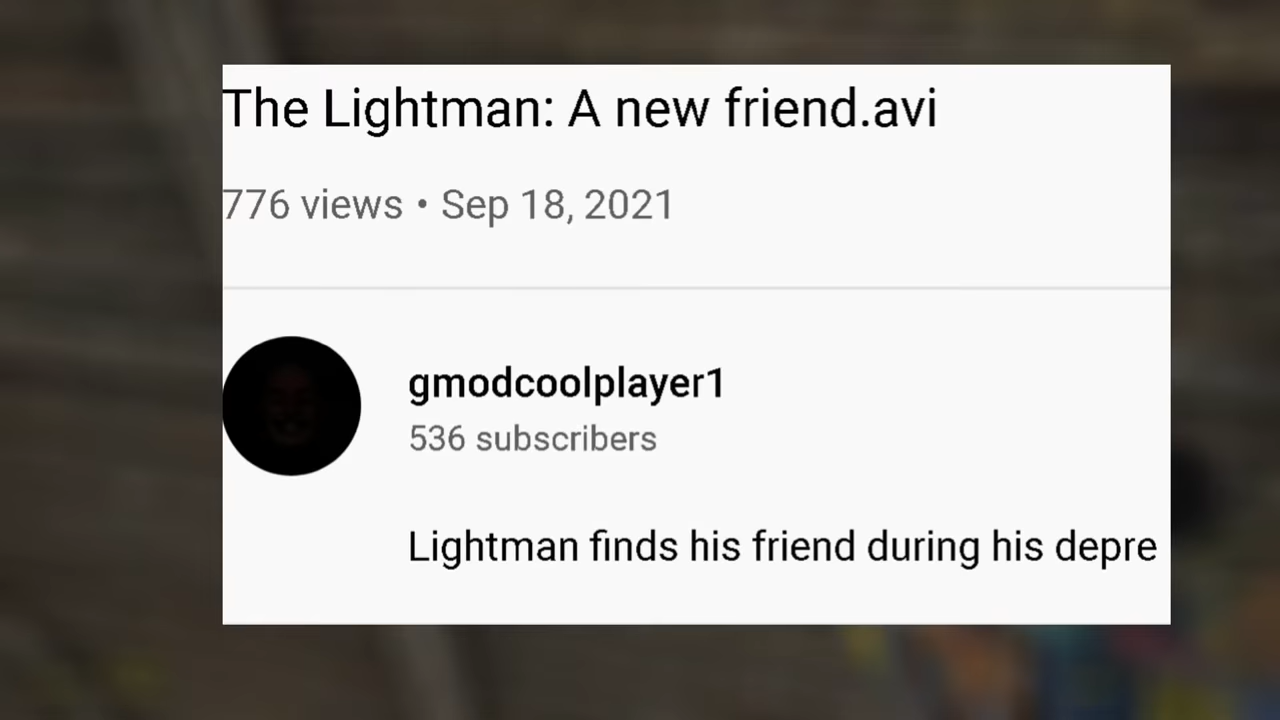 The Lightman: A new friend.avi
776 views • Sep 18, 2021
gmodcoolplayer1
536 subscribers
Lightman finds his friend during his depre